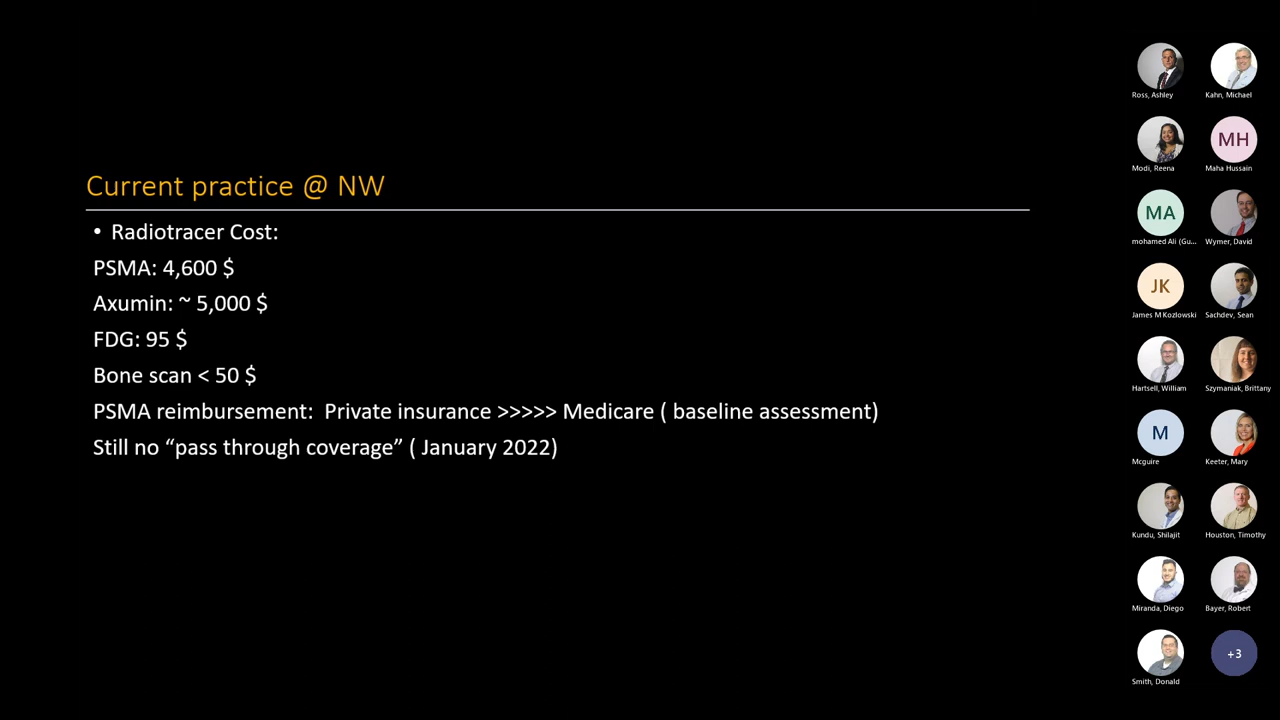 Current practice @ NW
• Radiotracer Cost:
PSMA: 4,600 $
Axumin: ~ 5,000 $
FDG: 95 $
Bone scan < 50 $
PSMA reimbursement:  Private insurance >>>>> Medicare ( baseline assessment)
Still no “pass through coverage” ( January 2022)
Ross, Ashley
Kahn, Michael
MH
Modi, Reena
Maha Hussain
MA
mohamed Ali (Gu...
Wymer, David
JK
James M Kozlowski
Sachdev, Sean
Hartsell, William
Szymaniak, Brittany
M
Mcguire
Keeter, Mary
Kundu, Shilajit
Houston, Timothy
Miranda, Diego
Bayer, Robert
+3
Smith, Donald